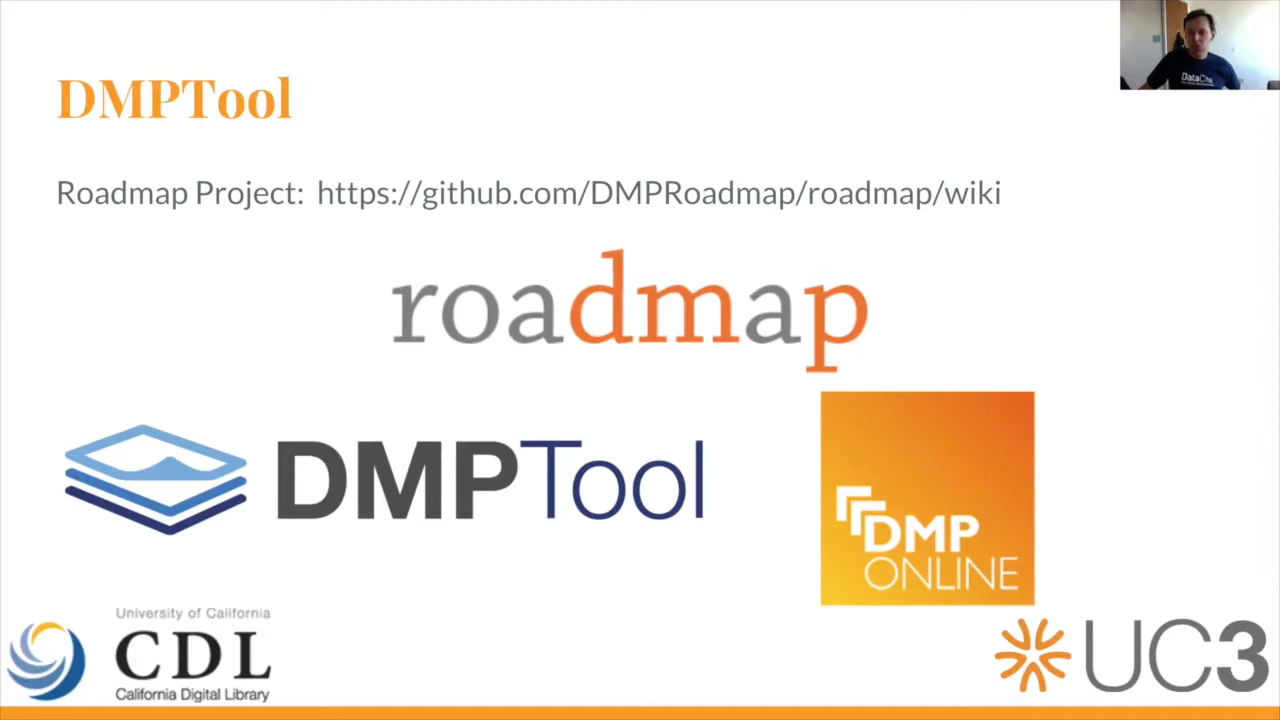 DataCite
DMPTool
Roadmap Project: https://github.com/DMPRoadmap/roadmap/wiki
roadmap
DMPTool
DMP
ONLINE
University of California
CDL
California Digital Library
UC3